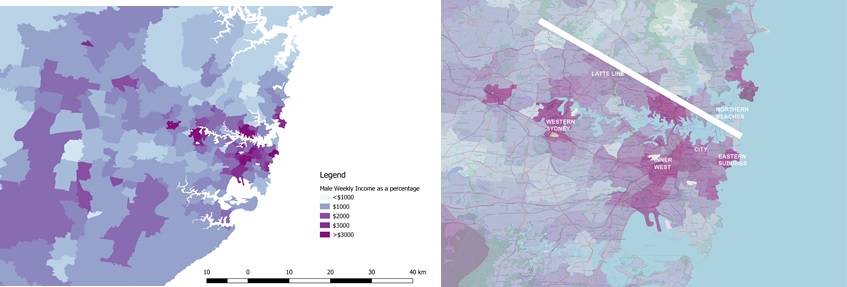 Legend
Male Weekly Income as a percentage
<$1000
$1000
$2000
$3000
>$3000
10 0 10 20 30 40 km
LATTE LINE
NORTHERN
BEACHES
WESTERN
SYDNEY
CITY
INNER
WEST
EASTERN
SUBURBS